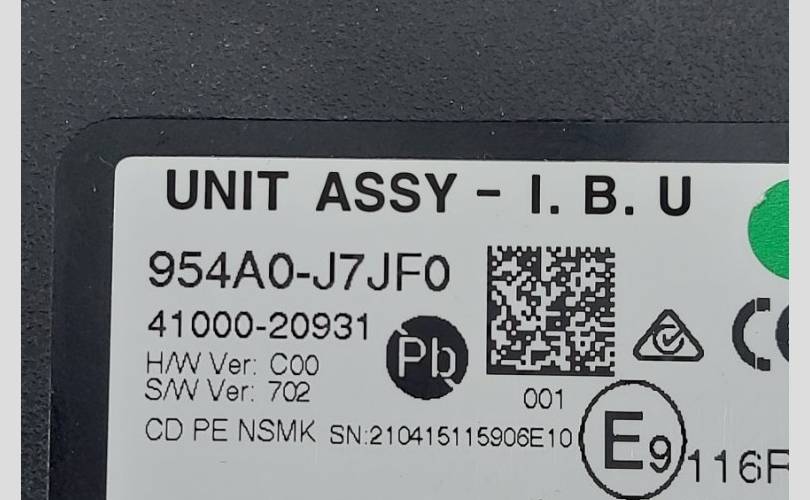 UNIT ASSY - I. B. U
954A0-J7JF0
41000-20931
Pb
H/W Ver: C00
S/W Ver: 702
001
CD PE NSMK SN:210415115906E10
E9
116R